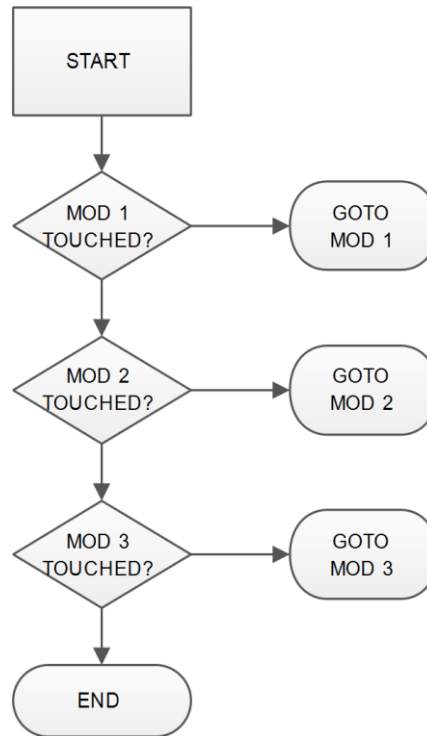 START
MOD 1
TOUCHED?
GOTO
MOD 1
MOD 2
TOUCHED?
GOTO
MOD 2
MOD 3
TOUCHED?
GOTO
MOD 3
END